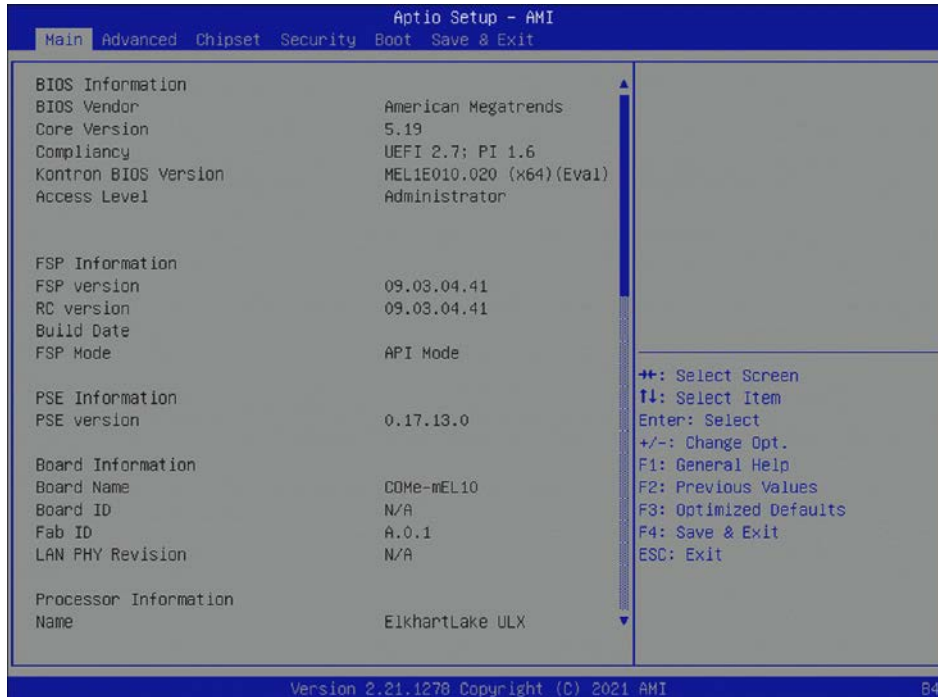 Aptio Setup - AMI
Main Advanced Chipset Security Boot Save & Exit
BIOS Information
BIOS Vendor American Megatrends
Core Version 5.19
Compliancy UEFI 2.7; PI 1.6
Kontron BIOS Version MEL1E010.020 (x64)(Eval)
Access Level Administrator
FSP Information
FSP version 09.03.04.41
RC version 09.03.04.41
Build Date
FSP Mode API Mode
PSE Information
PSE version 0.17.13.0
Board Information
Board Name COMe-mEL10
Board ID N/A
Fab ID A.0.1
LAN PHY Revision N/A
Processor Information
Name ElkhartLake ULX
→←: Select Screen
↑↓: Select Item
Enter: Select
+/-: Change Opt.
F1: General Help
F2: Previous Values
F3: Optimized Defaults
F4: Save & Exit
ESC: Exit
Version 2.21.1278 Copyright (C) 2021 AMI
B4